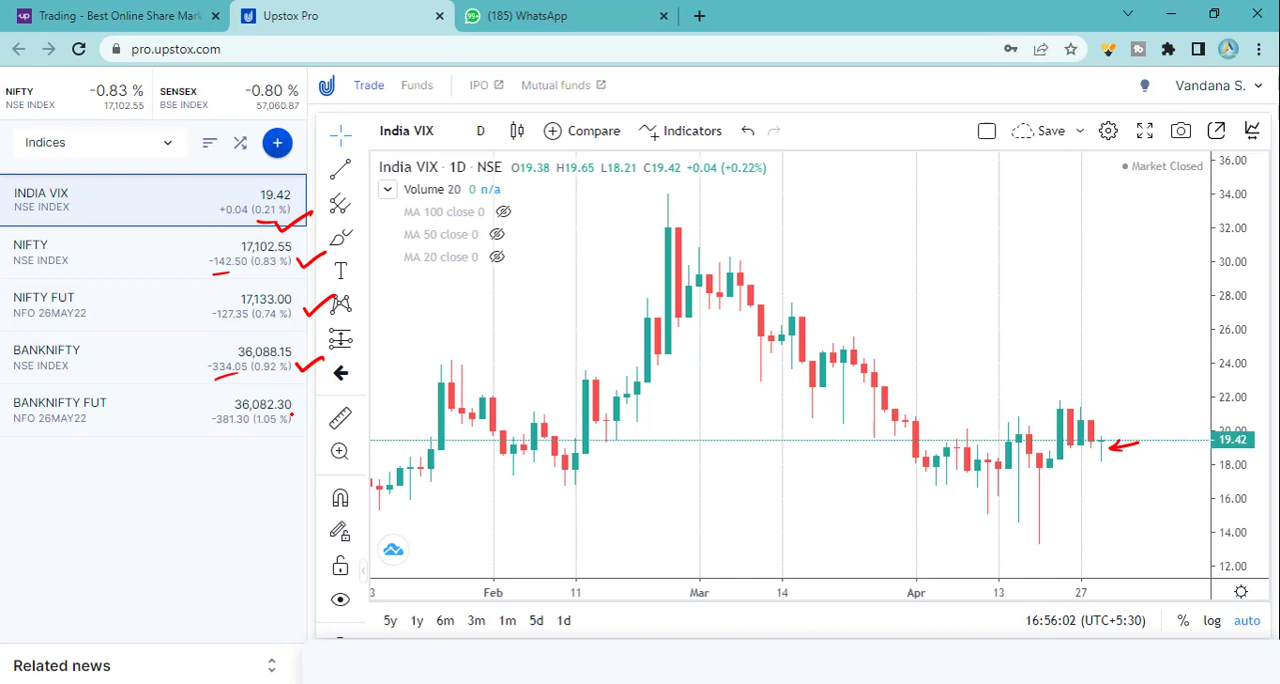 up Trading - Best Online Share Mark
Upstox Pro
99+ (185) WhatsApp
pro.upstox.com
NIFTY -0.83 %
NSE INDEX 17,102.55
SENSEX -0.80 %
BSE INDEX 57,060.87
Trade Funds IPO Mutual funds
Vandana S.
Indices
India VIX D Compare Indicators Save
INDIA VIX 19.42
NSE INDEX +0.04 (0.21 %)
NIFTY 17,102.55
NSE INDEX -142.50 (0.83 %)
NIFTY FUT 17,133.00
NFO 26MAY22 -127.35 (0.74 %)
BANKNIFTY 36,088.15
NSE INDEX -334.05 (0.92 %)
BANKNIFTY FUT 36,082.30
NFO 26MAY22 -381.30 (1.05 %)
Related news
India VIX · 1D · NSE O19.38 H19.65 L18.21 C19.42 +0.04 (+0.22%)
Market Closed
Volume 20 0 n/a
MA 100 close 0
MA 50 close 0
MA 20 close 0
36.00
34.00
32.00
30.00
28.00
26.00
24.00
22.00
20.00
19.42
18.00
16.00
14.00
12.00
3 Feb 11 Mar 14 Apr 13 27
5y 1y 6m 3m 1m 5d 1d
16:56:02 (UTC+5:30) % log auto